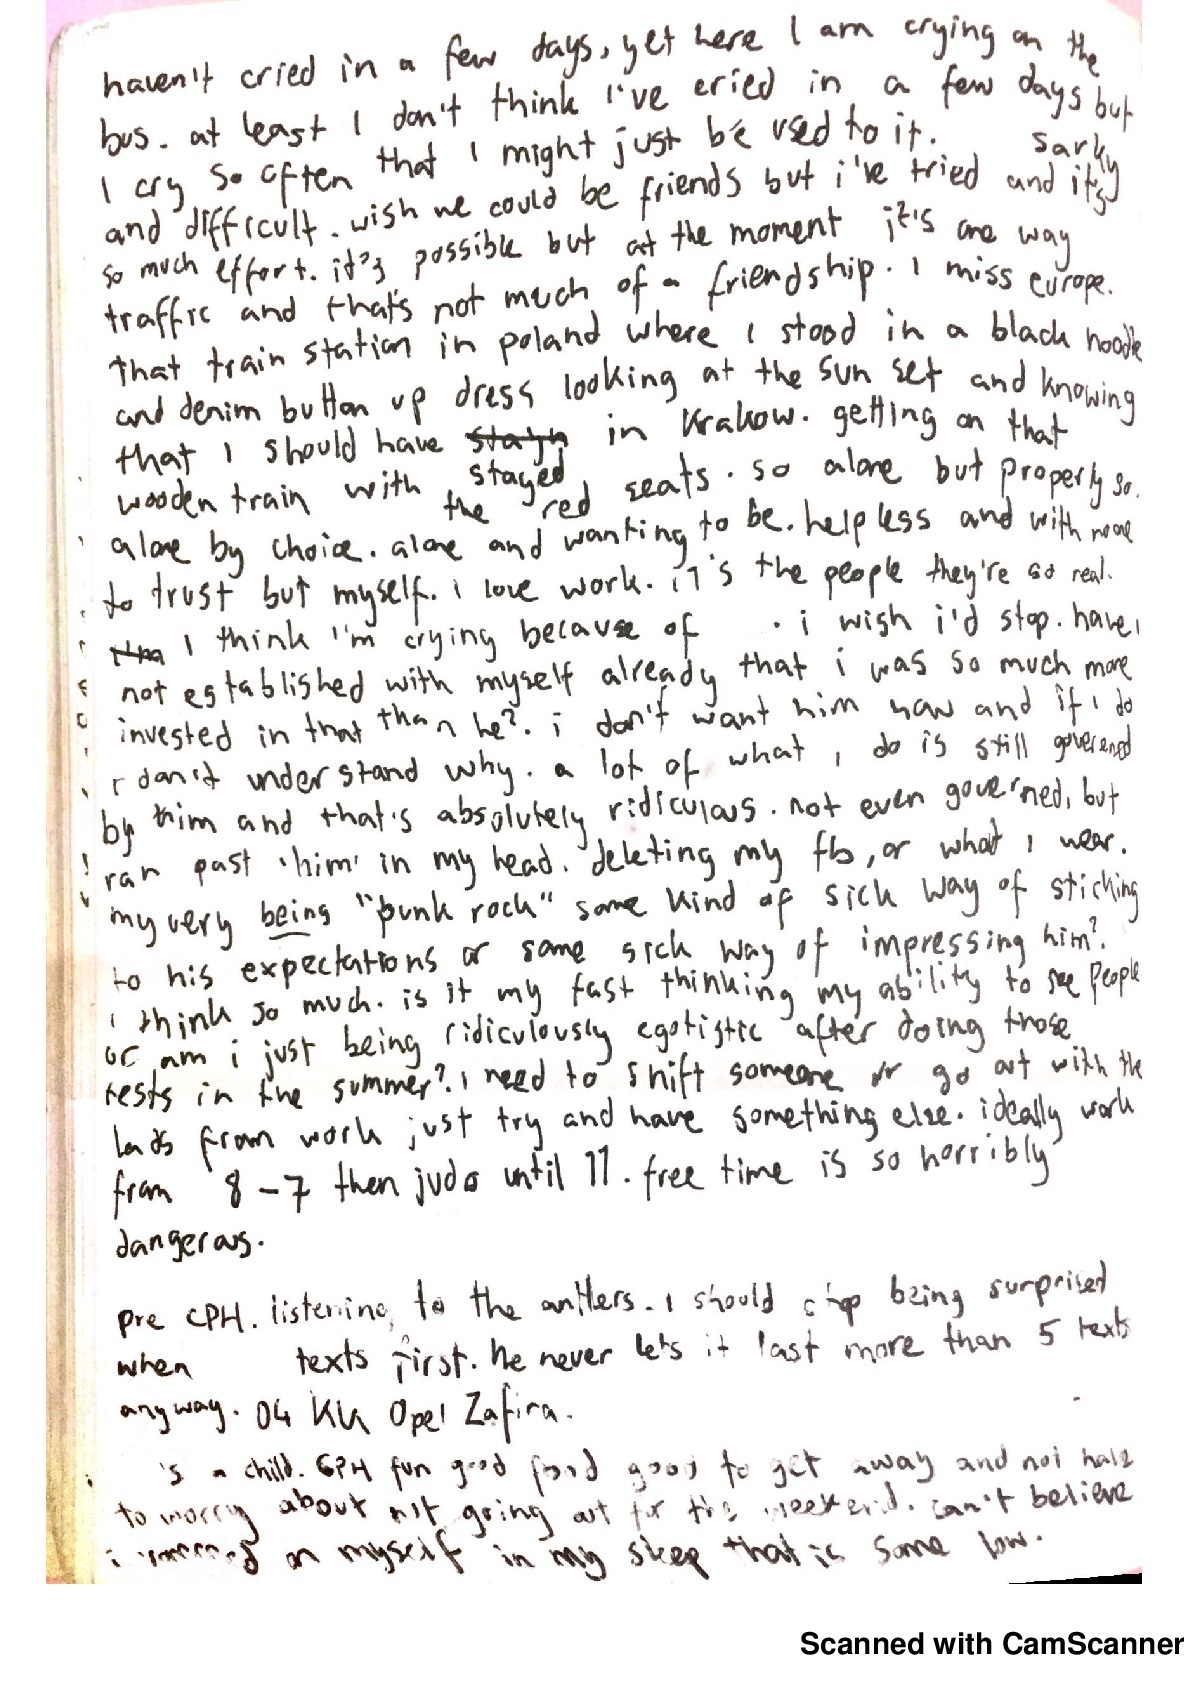 haven't cried in a few days, yet here I am crying on the
bus. at least I don't think I've cried in a few days but
I cry so often that I might just be used to it. sarky
and difficult. wish we could be friends but i've tried and it's
so much effort. it's possible but at the moment it's one way
traffic and that's not much of a friendship. I miss europe.
that train station in poland where I stood in a black hoodie
and denim button up dress looking at the sun set and knowing
that I should have stayed in Krakow. getting on that
wooden train with the red seats. so alone but properly so.
alone by choice. alone and wanting to be. helpless and with none
to trust but myself. i love work. it's the people they're so real.
I think I'm crying because of . i wish i'd stop. have i
not established with myself already that i was so much more
invested in that than he? i don't want him now and if i do
I don't understand why. a lot of what i do is still governed
by him and that's absolutely ridiculous. not even governed, but
ran past 'him' in my head. deleting my fb, or what I wear.
my very being "punk rock" some kind of sick way of sticking
to his expectations or some sick way of impressing him?
i think so much. is it my fast thinking my ability to see people
or am i just being ridiculously egotistic after doing those
tests in the summer? I need to shift someone or go out with the
lads from work just try and have something else. ideally work
from 8-7 then judo until 11. free time is so horribly
dangerous.
pre CPH. listening to the antlers. I should stop being surprised
when texts first. he never lets it last more than 5 texts
anyway. 04 KK Opel Zafira.
's a child. CPH fun good food good to get away and not have
to worry about not going out for the weekend. can't believe
i on myself in my sleep that is some low.
Scanned with CamScanner